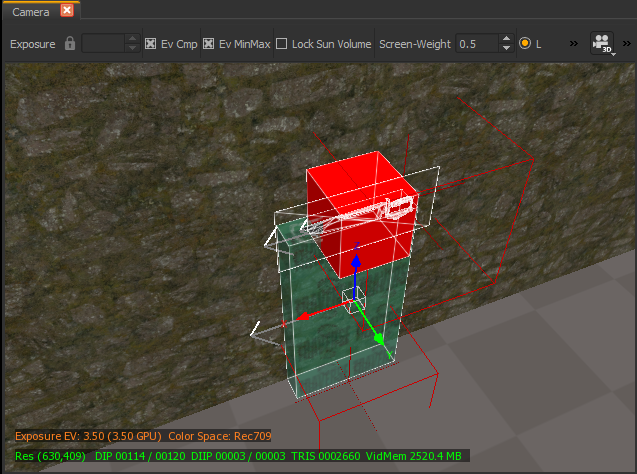 Camera
Exposure Ev Cmp Ev MinMax Lock Sun Volume Screen-Weight 0.5 L » 3D »
Z
Exposure EV: 3.50 (3.50 GPU) Color Space: Rec709
Res (630,409) DIP 00114 / 00120 DIIP 00003 / 00003 TRIS 0002660 VidMem 2520.4 MB